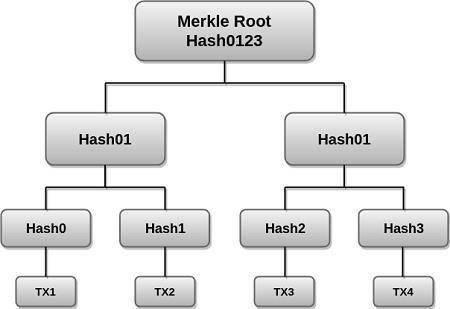 Merkle Root
Hash0123
Hash01
Hash01
Hash0
Hash1
Hash2
Hash3
TX1
TX2
TX3
TX4